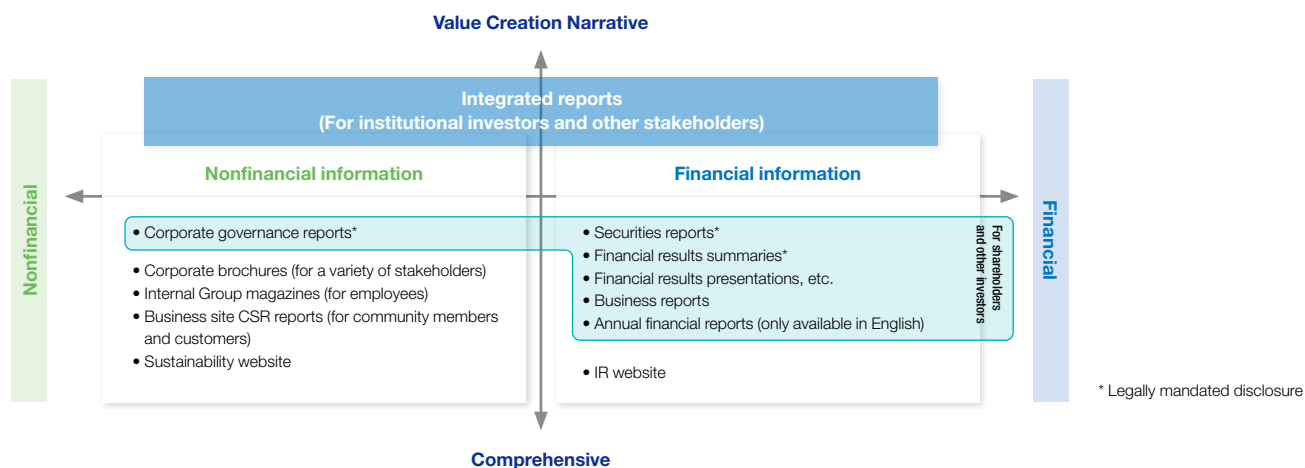 Value Creation Narrative
Integrated reports
(For institutional investors and other stakeholders)
Nonfinancial
Nonfinancial information
• Corporate governance reports*
• Corporate brochures (for a variety of stakeholders)
• Internal Group magazines (for employees)
• Business site CSR reports (for community members
and customers)
• Sustainability website
Financial information
• Securities reports*
• Financial results summaries*
• Financial results presentations, etc.
• Business reports
• Annual financial reports (only available in English)
For shareholders
and other investors
• IR website
Financial
* Legally mandated disclosure
Comprehensive